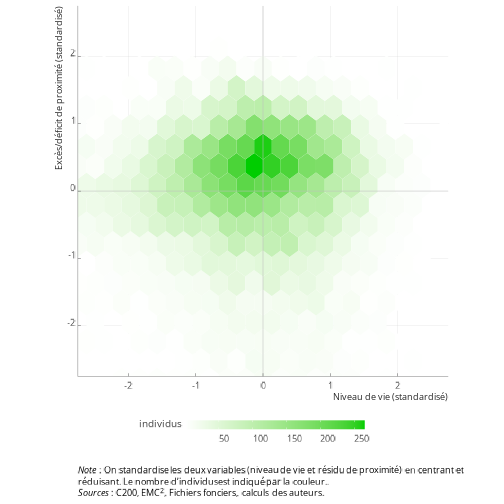 Excès/déficit de proximité (standardisé)
2
1
0
-1
-2
-2
-1
0
1
2
Niveau de vie (standardisé)
individus
50
100
150
200
250
Note : On standardise les deux variables (niveau de vie et résidu de proximité) en centrant et
réduisant. Le nombre d'individus est indiqué par la couleur..
Sources : C200, EMC², Fichiers fonciers, calculs des auteurs.